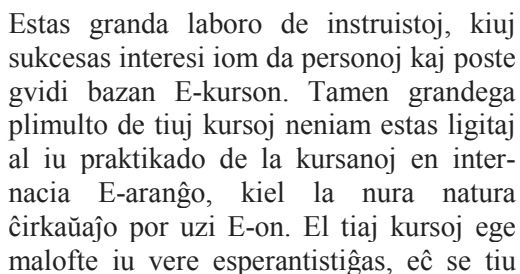 Estas granda laboro de instruistoj, kiuj
sukcesas interesi iom da personoj kaj poste
gvidi bazan E-kurson. Tamen grandega
plimulto de tiuj kursoj neniam estas ligitaj
al iu praktikado de la kursanoj en inter-
nacia E-aranĝo, kiel la nura natura
ĉirkaŭaĵo por uzi E-on. El tiaj kursoj ege
malofte iu vere esperantistiĝas, eĉ se tiu